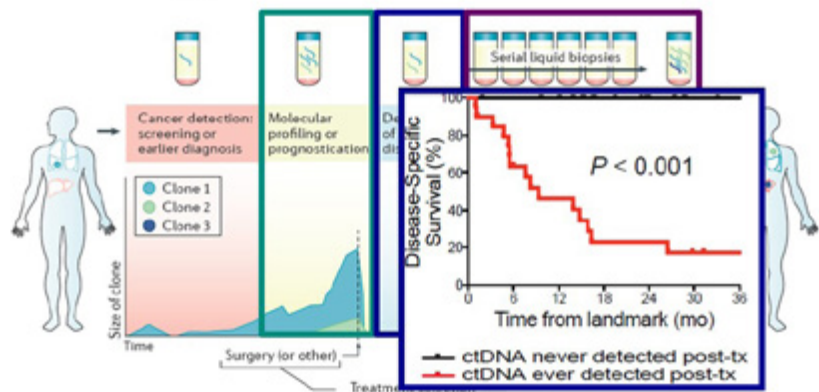 Serial liquid biopsies
Cancer detection:
screening or
earlier diagnosis
Molecular
profiling or
prognostication
of
Clone 1
Clone 2
Clone 3
Size of clone
Time
Surgery (or other)
Disease-Specific
Survival (%)
100
80
60
40
20
0
P < 0.001
0 6 12 18 24 30 36
Time from landmark (mo)
ctDNA never detected post-tx
ctDNA ever detected post-tx